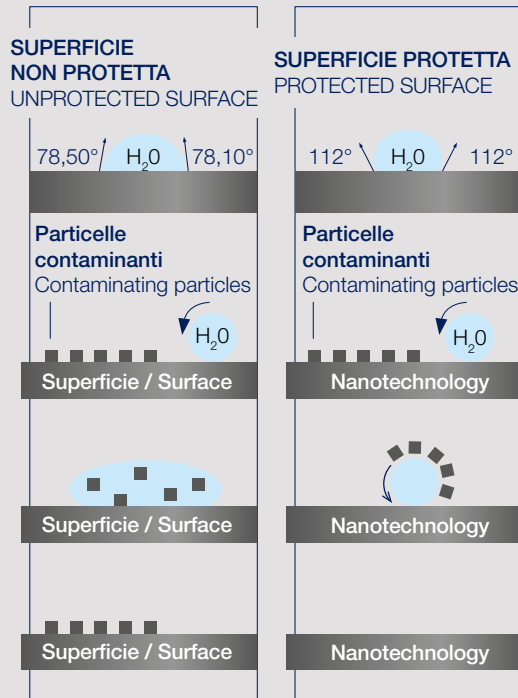 SUPERFICIE
NON PROTETTA
UNPROTECTED SURFACE
78,50° H₂0 78,10°
Particelle
contaminanti
Contaminating particles
H₂0
Superficie / Surface
Superficie / Surface
Superficie / Surface
SUPERFICIE PROTETTA
PROTECTED SURFACE
112° H₂0 112°
Particelle
contaminanti
Contaminating particles
H₂0
Nanotechnology
Nanotechnology
Nanotechnology